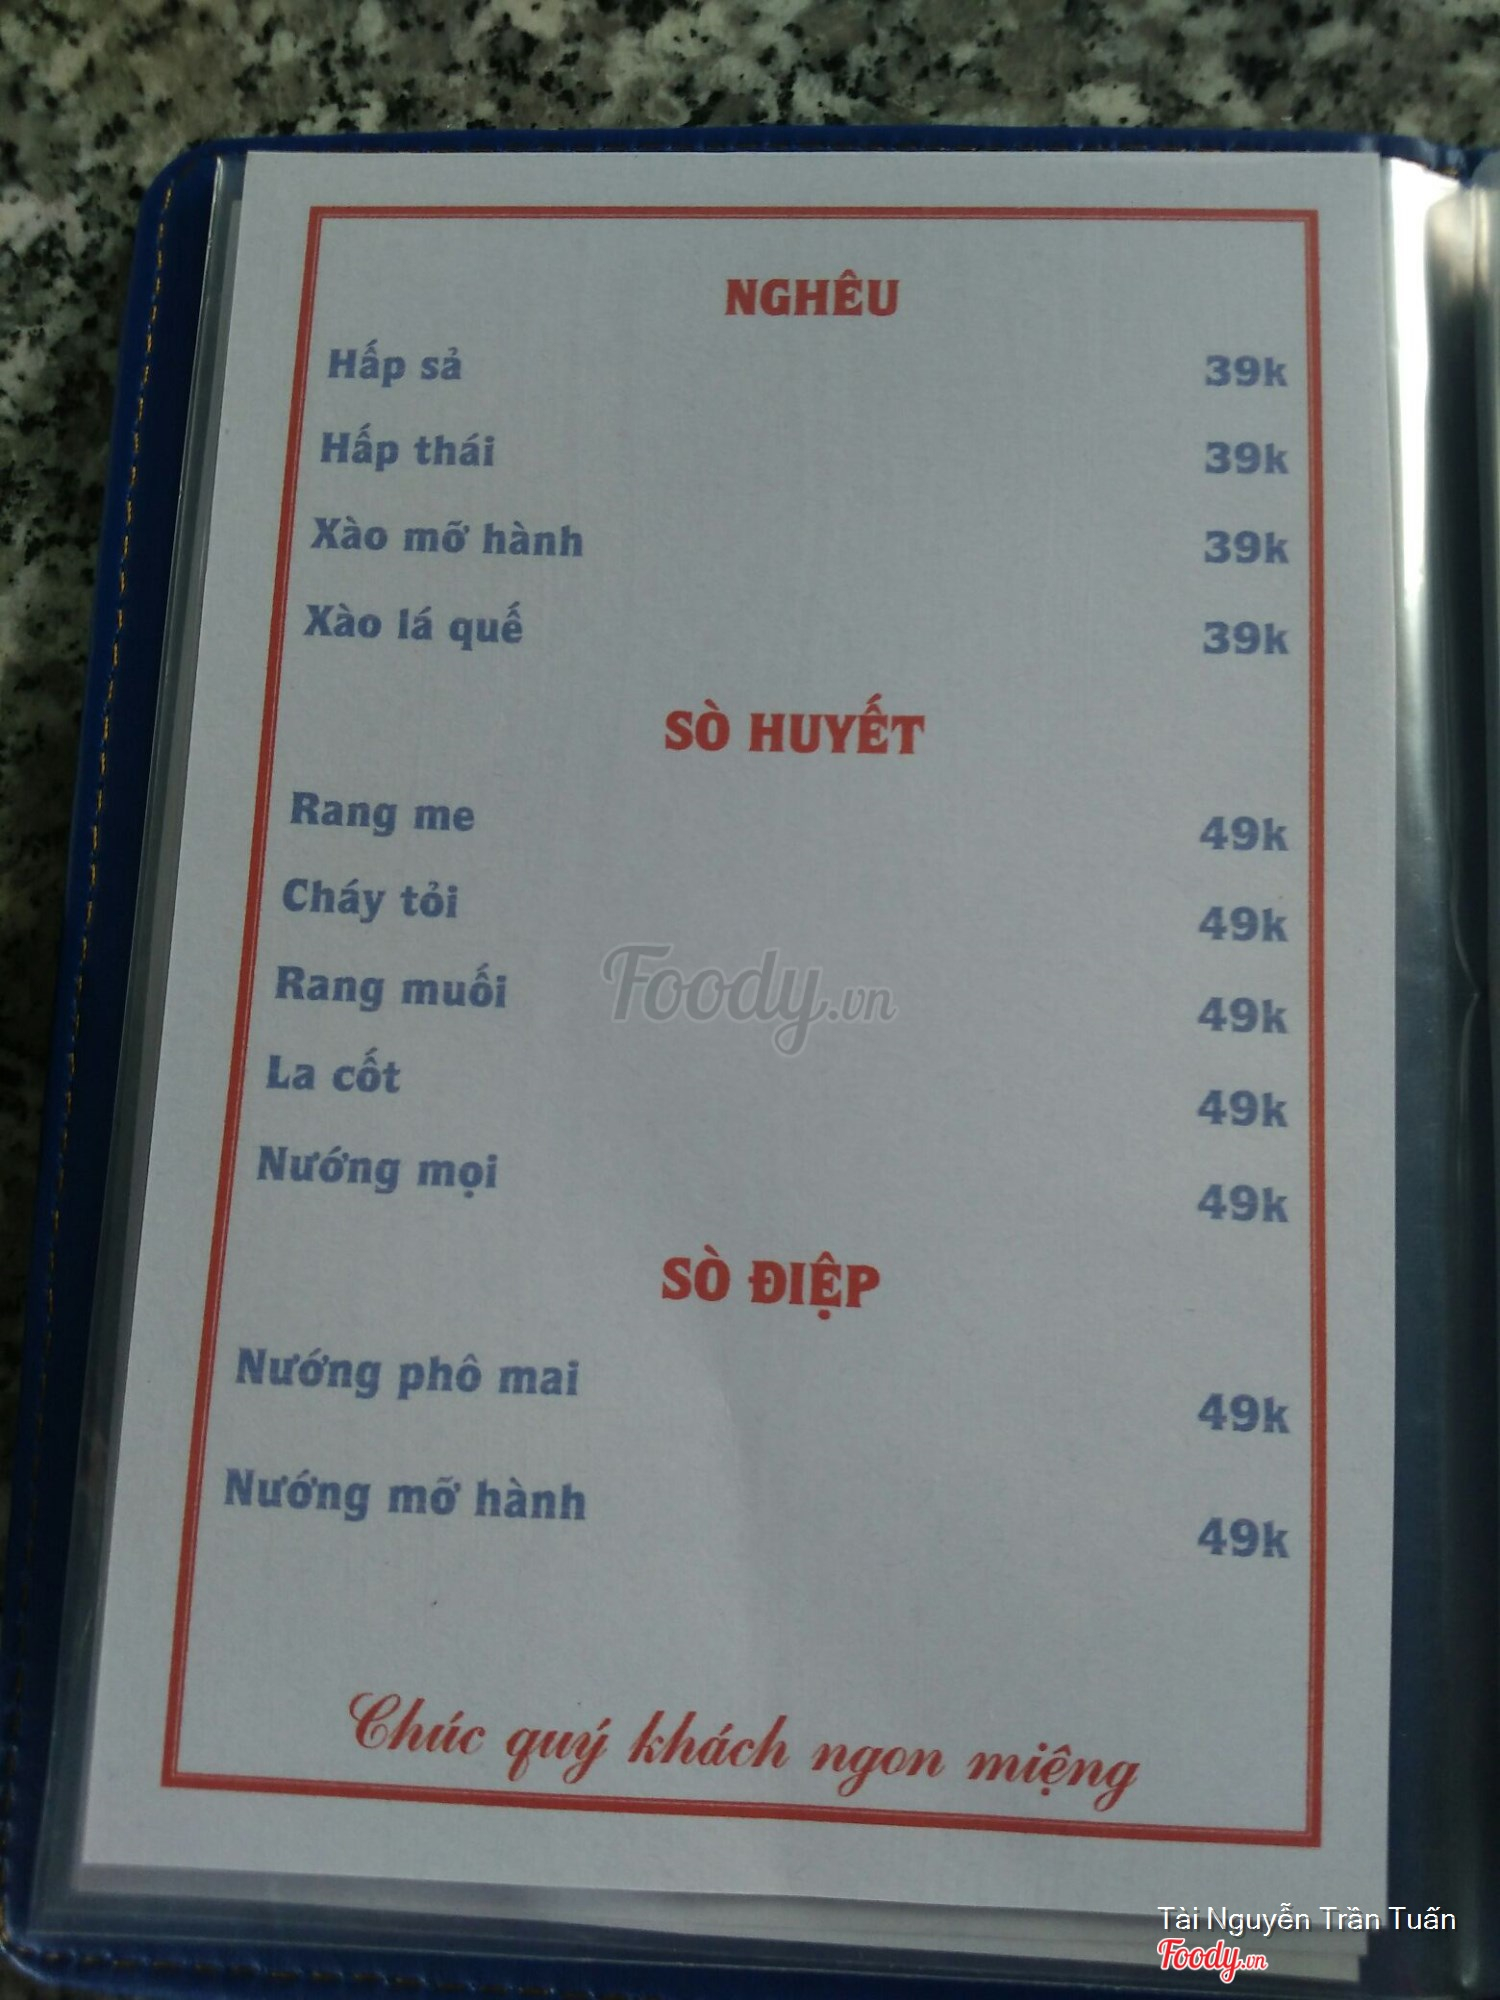 NGHÊU
Hấp sả 39k
Hấp thái 39k
Xào mỡ hành 39k
Xào lá quế 39k
SÒ HUYẾT
Rang me 49k
Cháy tỏi 49k
Rang muối 49k
La cốt 49k
Nướng mọi 49k
SÒ ĐIỆP
Nướng phô mai 49k
Nướng mỡ hành 49k
Chúc quý khách ngon miệng
Foody.vn
Tài Nguyễn Trần Tuấn
Foody.vn